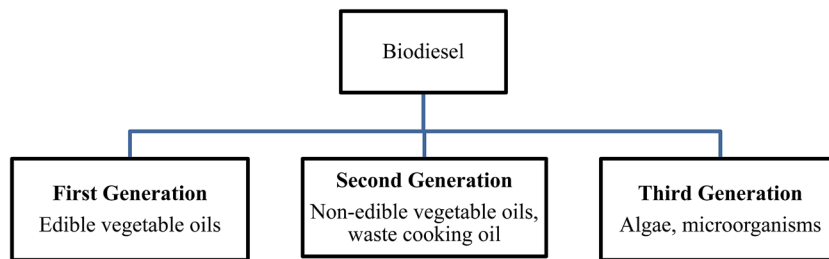 Biodiesel
First Generation
Edible vegetable oils
Second Generation
Non-edible vegetable oils,
waste cooking oil
Third Generation
Algae, microorganisms